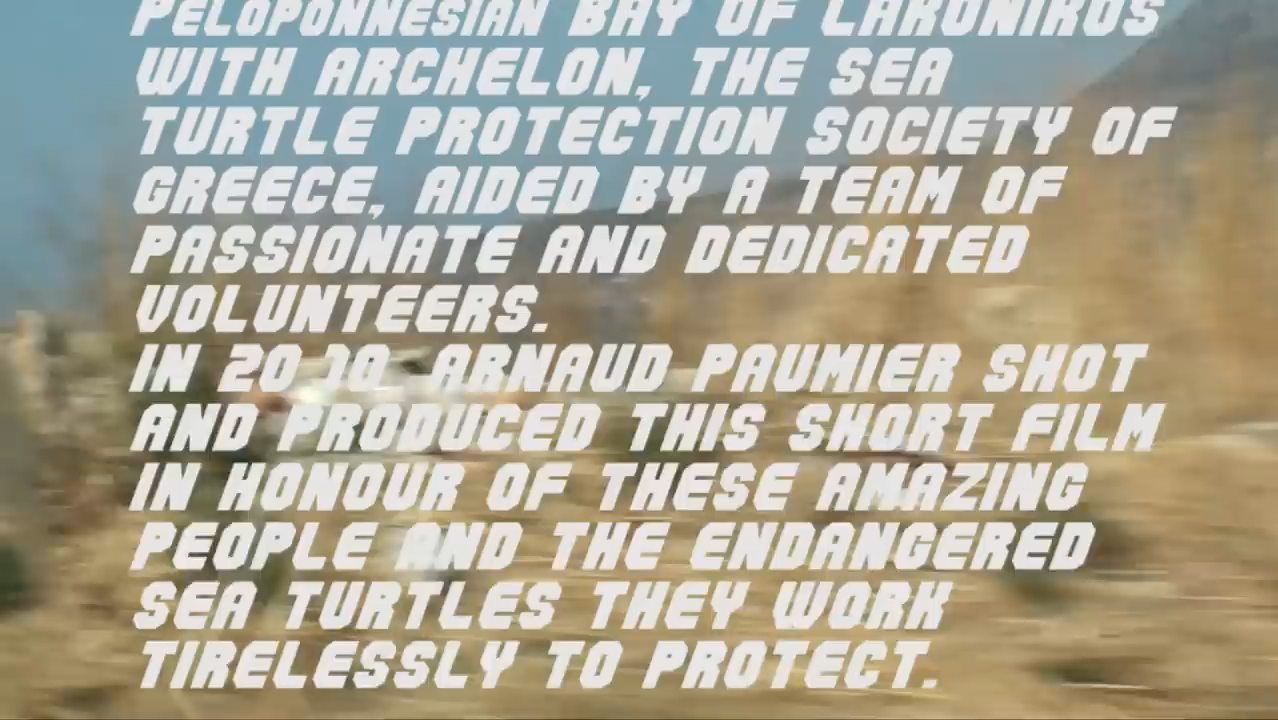 PELOPONNESIAN BAY OF LAKONIKOS
WITH ARCHELON, THE SEA
TURTLE PROTECTION SOCIETY OF
GREECE, AIDED BY A TEAM OF
PASSIONATE AND DEDICATED
VOLUNTEERS.
IN 2010 ARNAUD PAUMIER SHOT
AND PRODUCED THIS SHORT FILM
IN HONOUR OF THESE AMAZING
PEOPLE AND THE ENDANGERED
SEA TURTLES THEY WORK
TIRELESSLY TO PROTECT.